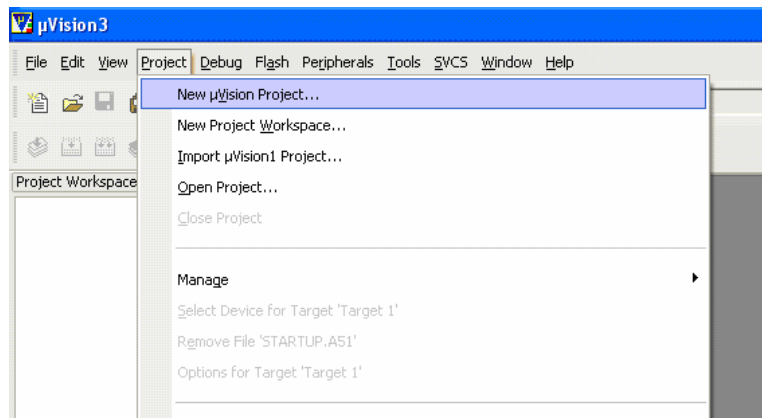 µVision3
File Edit View Project Debug Flash Peripherals Tools SVCS Window Help
New µVision Project...
New Project Workspace...
Import µVision1 Project...
Project Workspace
Open Project...
Close Project
Manage
Select Device for Target 'Target 1'
Remove File 'STARTUP.A51'
Options for Target 'Target 1'